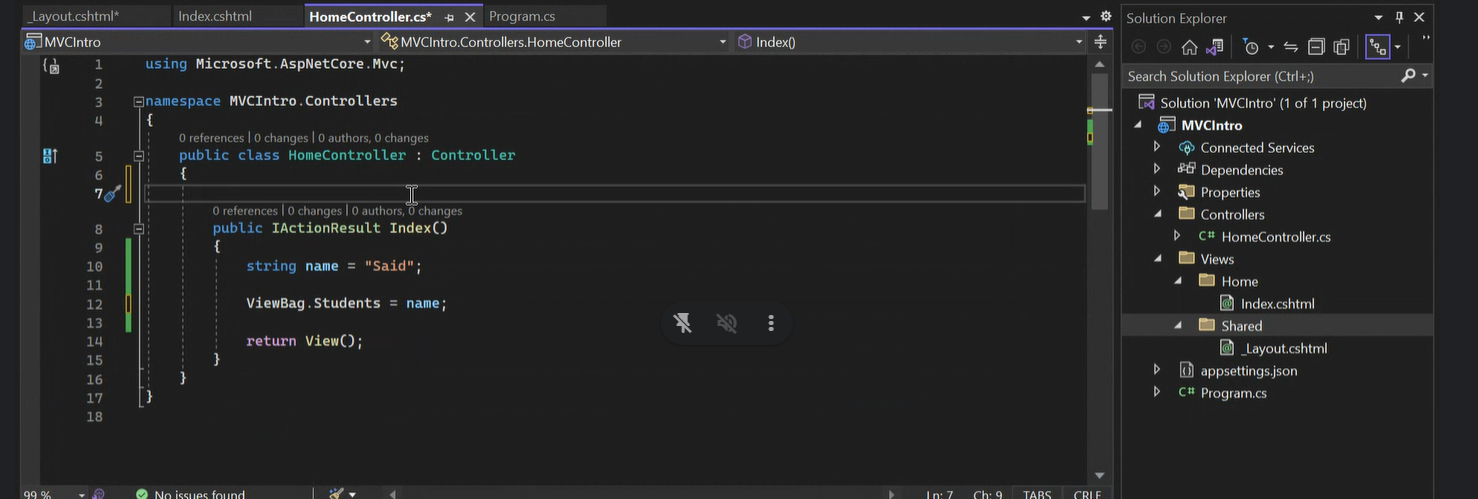 _Layout.cshtml* Index.cshtml HomeController.cs* Program.cs
MVCIntro MVCIntro.Controllers.HomeController Index()
1 using Microsoft.AspNetCore.Mvc;
2
3 namespace MVCIntro.Controllers
4 {
0 references | 0 changes | 0 authors, 0 changes
5 public class HomeController : Controller
6 {
7
0 references | 0 changes | 0 authors, 0 changes
8 public IActionResult Index()
9 {
10 string name = "Said";
11
12 ViewBag.Students = name;
13
14 return View();
15 }
16 }
17 }
18
99 % No issues found Ln: 7 Ch: 9 TABS CRLF
Solution Explorer
Search Solution Explorer (Ctrl+;)
Solution 'MVCIntro' (1 of 1 project)
MVCIntro
Connected Services
Dependencies
Properties
Controllers
C# HomeController.cs
Views
Home
Index.cshtml
Shared
_Layout.cshtml
appsettings.json
C# Program.cs